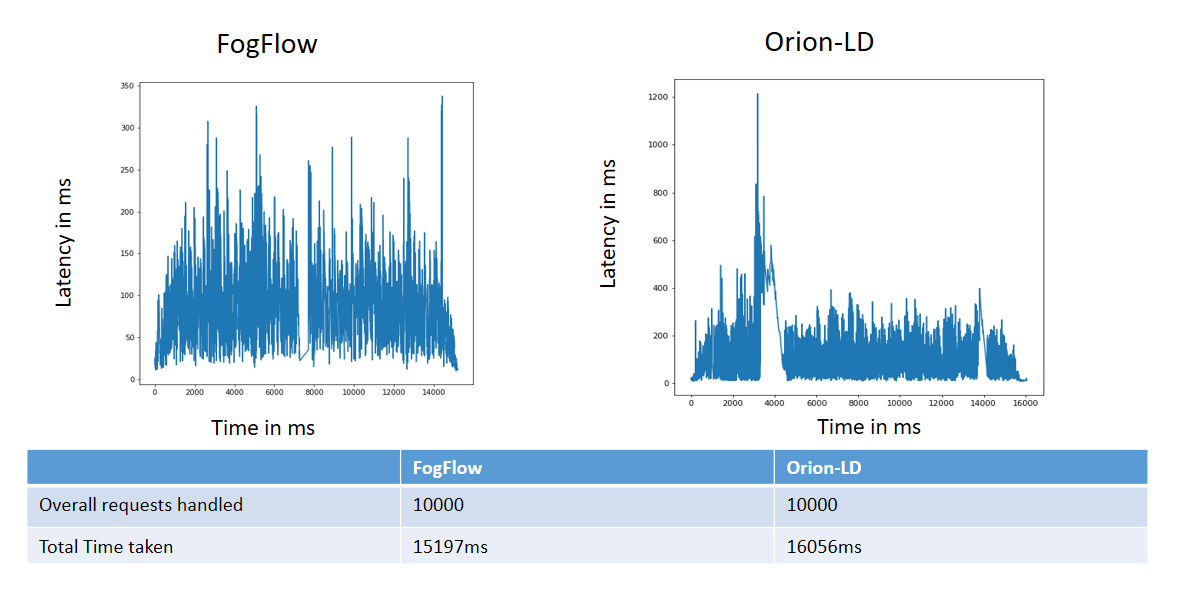 FogFlow
Orion-LD
350
300
250
200
150
100
50
0
0 2000 4000 6000 8000 10000 12000 14000
Latency in ms
Time in ms
1200
1000
800
600
400
200
0
0 2000 4000 6000 8000 10000 12000 14000 16000
Latency in ms
Time in ms
FogFlow Orion-LD
Overall requests handled 10000 10000
Total Time taken 15197ms 16056ms